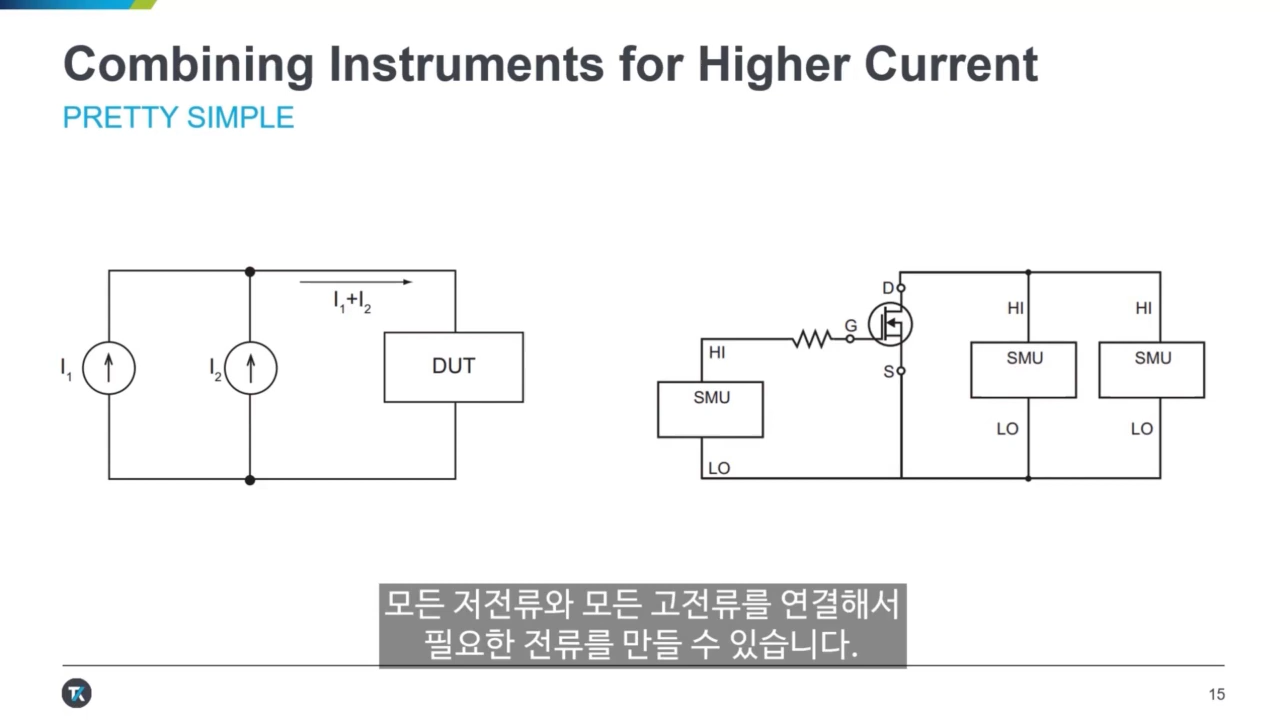 Combining Instruments for Higher Current
PRETTY SIMPLE
I1
I2
I1+I2
DUT
HI
SMU
LO
G
D
S
HI
SMU
LO
HI
SMU
LO
모든 저전류와 모든 고전류를 연결해서
필요한 전류를 만들 수 있습니다.
TK
15